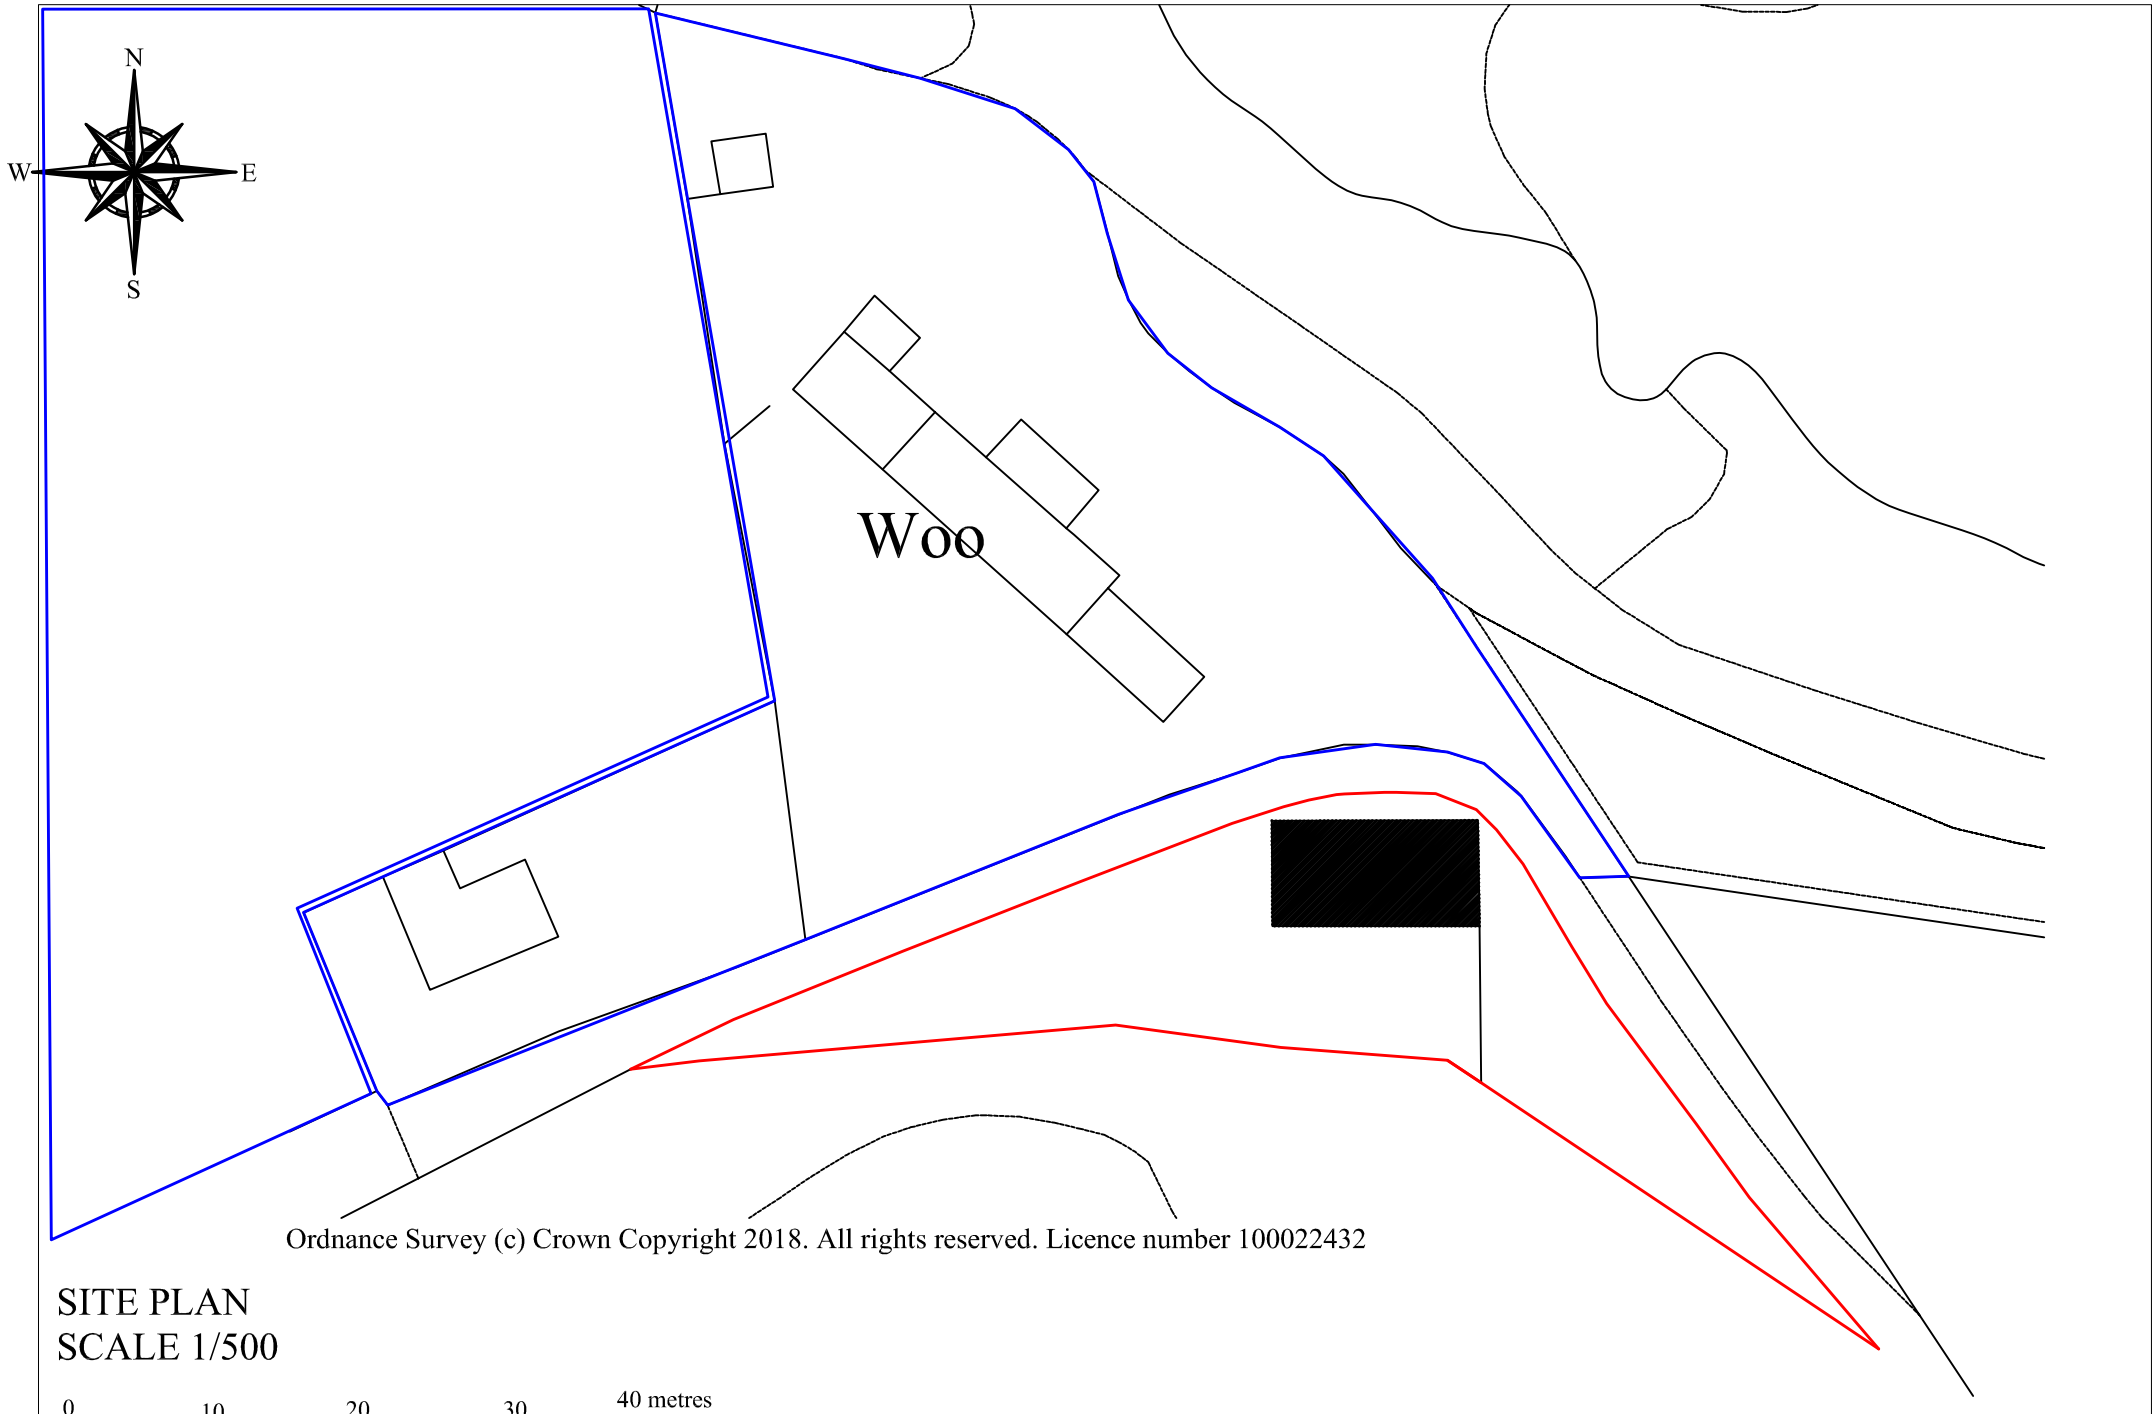 N
W E
S
Woo
Ordnance Survey (c) Crown Copyright 2018. All rights reserved. Licence number 100022432
SITE PLAN
SCALE 1/500
0 10 20 30 40 metres